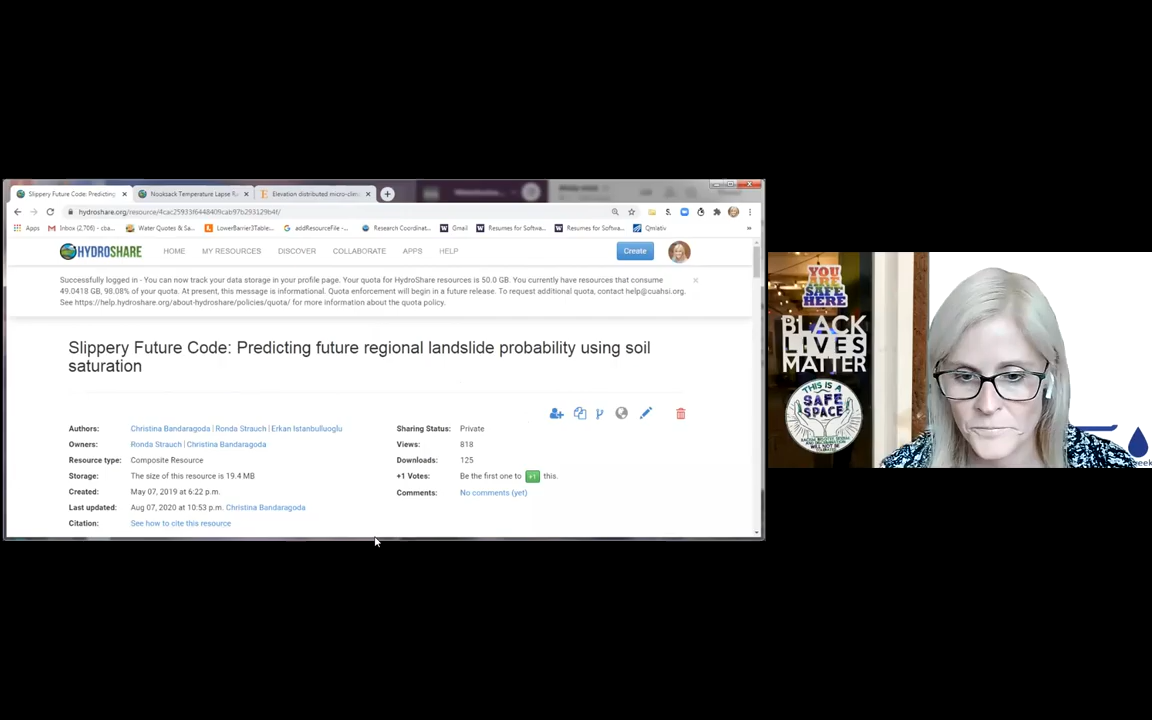 Slippery Future Code: Predicting
Nooksack Temperature Lapse R
Elevation distributed micro-clim
hydroshare.org/resource/4cac25933f6448409cab97b293129b4f/
Apps
Inbox (2,706) - cba...
Water Quotes & Sa...
LowerBarrier3Table...
addResourceFile -...
Research Coordinat...
Gmail
Resumes for Softwa...
Resumes for Softwa...
Qmlativ
HYDROSHARE
HOME
MY RESOURCES
DISCOVER
COLLABORATE
APPS
HELP
Create
Successfully logged in - You can now track your data storage in your profile page. Your quota for HydroShare resources is 50.0 GB. You currently have resources that consume
49.0418 GB, 98.08% of your quota. At present, this message is informational. Quota enforcement will begin in a future release. To request additional quota, contact help@cuahsi.org.
See https://help.hydroshare.org/about-hydroshare/policies/quota/ for more information about the quota policy.
Slippery Future Code: Predicting future regional landslide probability using soil
saturation
Authors: Christina Bandaragoda | Ronda Strauch | Erkan Istanbulluoglu
Owners: Ronda Strauch | Christina Bandaragoda
Resource type: Composite Resource
Storage: The size of this resource is 19.4 MB
Created: May 07, 2019 at 6:22 p.m.
Last updated: Aug 07, 2020 at 10:53 p.m. Christina Bandaragoda
Citation: See how to cite this resource
Sharing Status: Private
Views: 818
Downloads: 125
+1 Votes: Be the first one to +1 this.
Comments: No comments (yet)
YOU
ARE
SAFE
HERE
BLACK
LIVES
MATTER
THIS IS A
SAFE
SPACE
eek